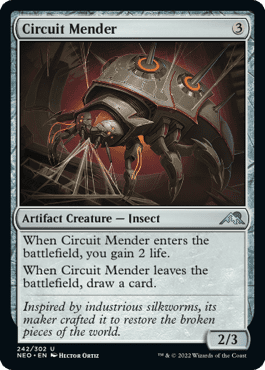 Circuit Mender 3
Artifact Creature — Insect
When Circuit Mender enters the
battlefield, you gain 2 life.
When Circuit Mender leaves the
battlefield, draw a card.
Inspired by industrious silkworms, its
maker crafted it to restore the broken
pieces of the world.
2/3
242/302 U
NEO • EN Hector Ortiz
™ & © 2022 Wizards of the Coast